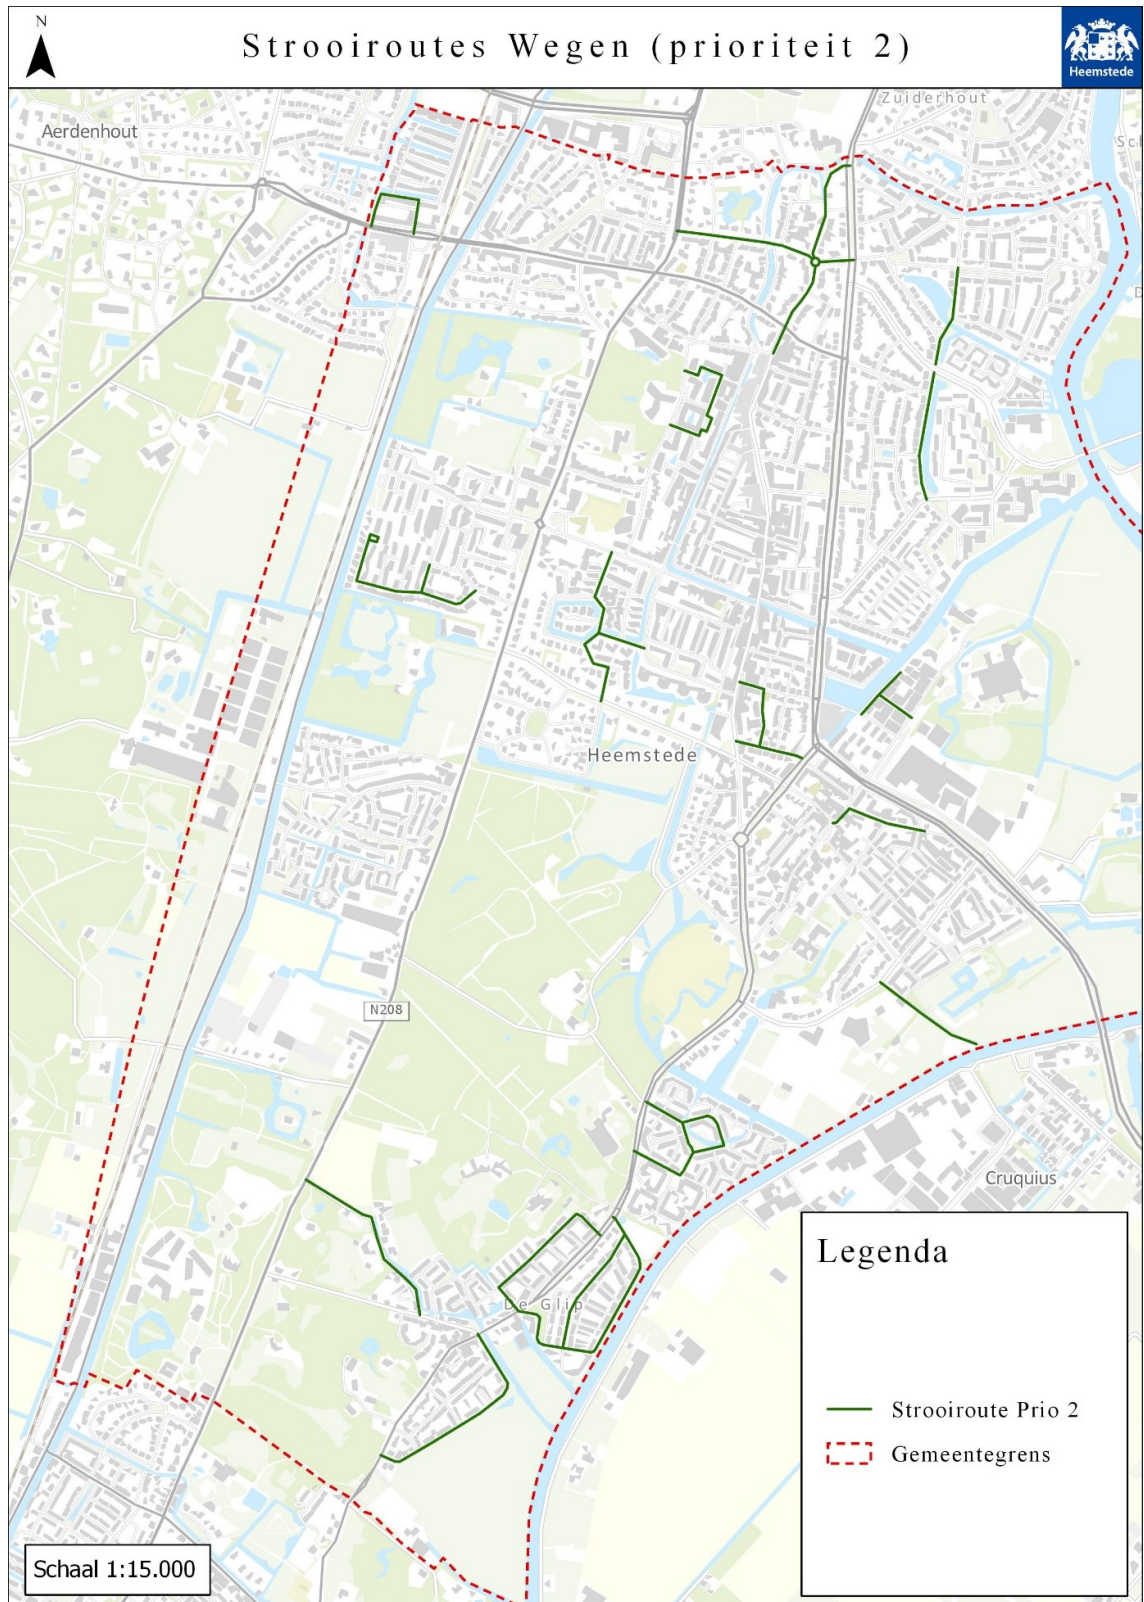 N
Strooiroutes Wegen (prioriteit 2)
Heemstede
Zuiderhout
Aerdenhout
Heemstede
N208
Cruquius
De Glip
Legenda
Strooiroute Prio 2
Gemeentegrens
Schaal 1:15.000